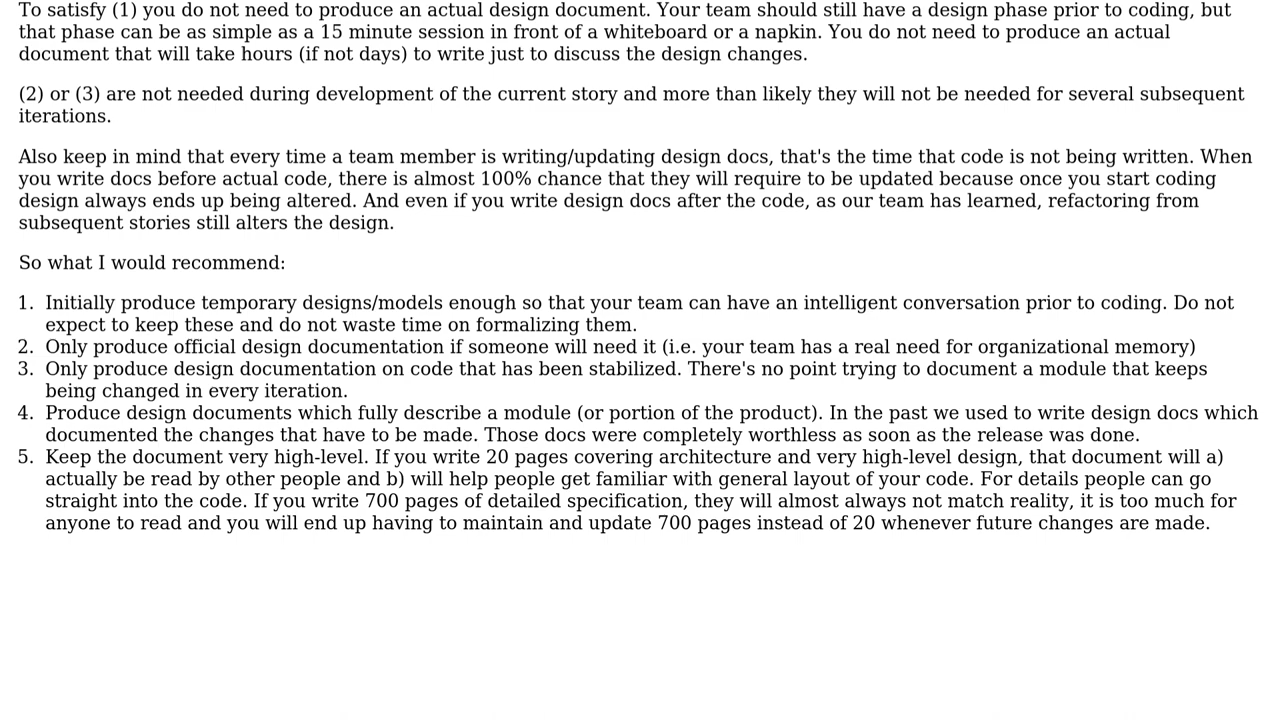 To satisfy (1) you do not need to produce an actual design document. Your team should still have a design phase prior to coding, but
that phase can be as simple as a 15 minute session in front of a whiteboard or a napkin. You do not need to produce an actual
document that will take hours (if not days) to write just to discuss the design changes.
(2) or (3) are not needed during development of the current story and more than likely they will not be needed for several subsequent
iterations.
Also keep in mind that every time a team member is writing/updating design docs, that's the time that code is not being written. When
you write docs before actual code, there is almost 100% chance that they will require to be updated because once you start coding
design always ends up being altered. And even if you write design docs after the code, as our team has learned, refactoring from
subsequent stories still alters the design.
So what I would recommend:
1. Initially produce temporary designs/models enough so that your team can have an intelligent conversation prior to coding. Do not
expect to keep these and do not waste time on formalizing them.
2. Only produce official design documentation if someone will need it (i.e. your team has a real need for organizational memory)
3. Only produce design documentation on code that has been stabilized. There's no point trying to document a module that keeps
being changed in every iteration.
4. Produce design documents which fully describe a module (or portion of the product). In the past we used to write design docs which
documented the changes that have to be made. Those docs were completely worthless as soon as the release was done.
5. Keep the document very high-level. If you write 20 pages covering architecture and very high-level design, that document will a)
actually be read by other people and b) will help people get familiar with general layout of your code. For details people can go
straight into the code. If you write 700 pages of detailed specification, they will almost always not match reality, it is too much for
anyone to read and you will end up having to maintain and update 700 pages instead of 20 whenever future changes are made.